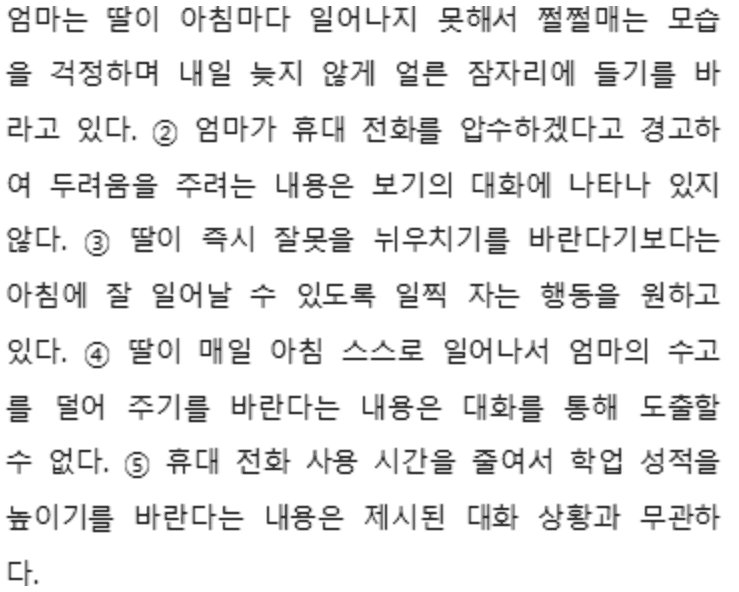 엄마는 딸이 아침마다 일어나지 못해서 쩔쩔매는 모습
을 걱정하며 내일 늦지 않게 얼른 잠자리에 들기를 바
라고 있다. ② 엄마가 휴대 전화를 압수하겠다고 경고하
여 두려움을 주려는 내용은 보기의 대화에 나타나 있지
않다. ③ 딸이 즉시 잘못을 뉘우치기를 바란다기보다는
아침에 잘 일어날 수 있도록 일찍 자는 행동을 원하고
있다. ④ 딸이 매일 아침 스스로 일어나서 엄마의 수고
를 덜어 주기를 바란다는 내용은 대화를 통해 도출할
수 없다. ⑤ 휴대 전화 사용 시간을 줄여서 학업 성적을
높이기를 바란다는 내용은 제시된 대화 상황과 무관하
다.